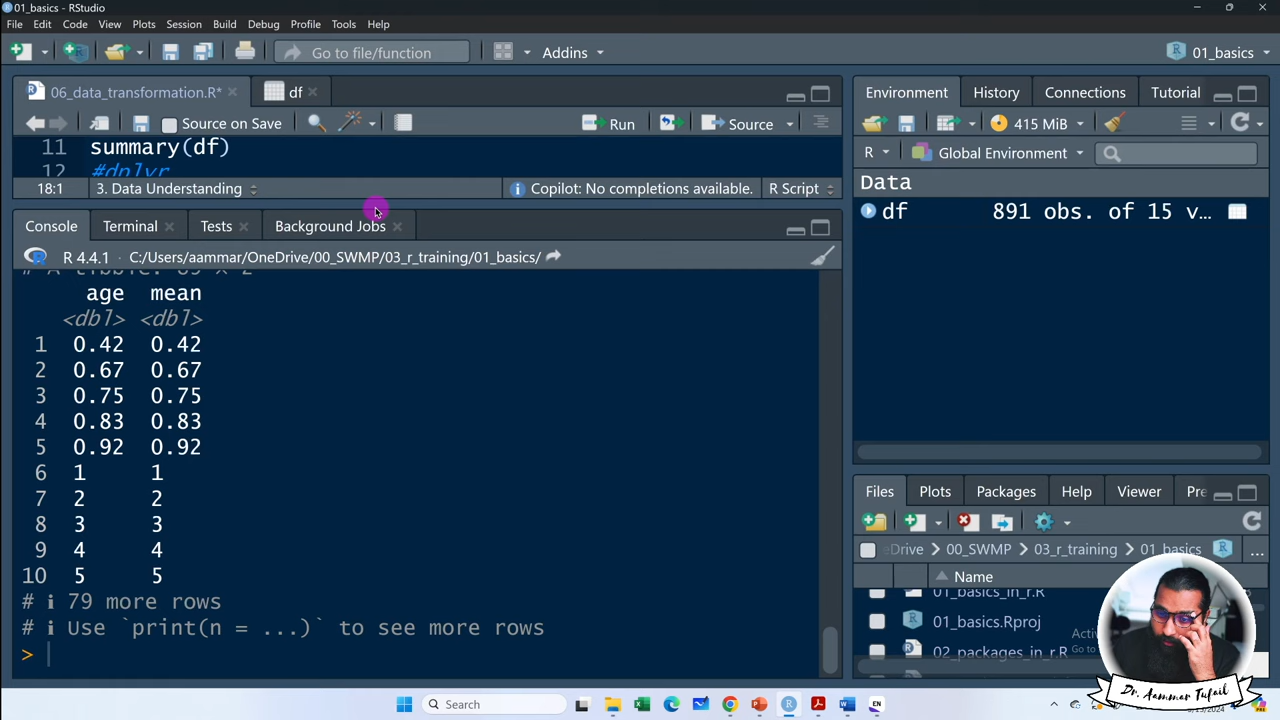 01_basics - RStudio
File Edit Code View Plots Session Build Debug Profile Tools Help
Go to file/function Addins 01_basics
06_data_transformation.R* df
Source on Save Run Source
11 summary(df)
12 #dplyr
18:1 3. Data Understanding Copilot: No completions available. R Script
Console Terminal Tests Background Jobs
R 4.4.1 · C:/Users/aammar/OneDrive/00_SWMP/03_r_training/01_basics/
age mean
<dbl> <dbl>
1 0.42 0.42
2 0.67 0.67
3 0.75 0.75
4 0.83 0.83
5 0.92 0.92
6 1 1
7 2 2
8 3 3
9 4 4
10 5 5
# ℹ 79 more rows
# ℹ Use `print(n = ...)` to see more rows
>
Environment History Connections Tutorial
415 MiB
R Global Environment
Data
df 891 obs. of 15 v...
Files Plots Packages Help Viewer Pre
eDrive 00_SWMP 03_r_training 01_basics ...
Name
01_basics_in_r.R
01_basics.Rproj
02_packages_in_r.R
Dr. Aammar Tufail
Search
EN